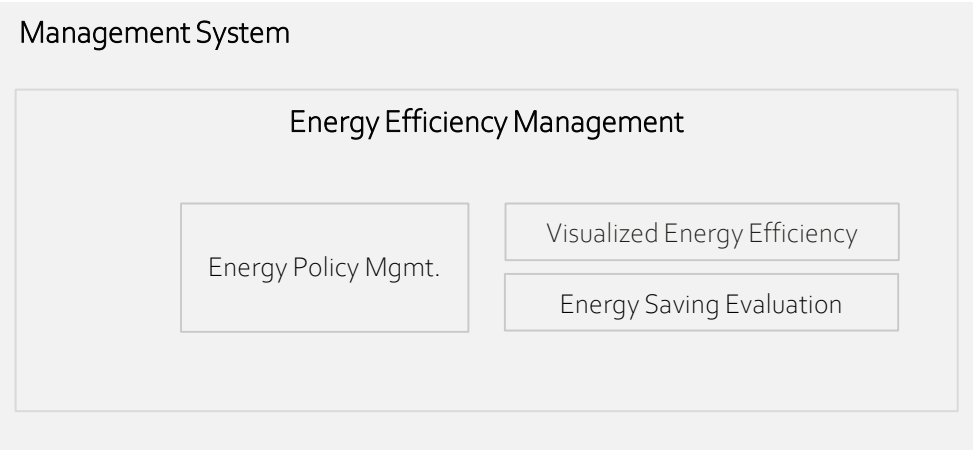 Management System
Energy Efficiency Management
Energy Policy Mgmt.
Visualized Energy Efficiency
Energy Saving Evaluation